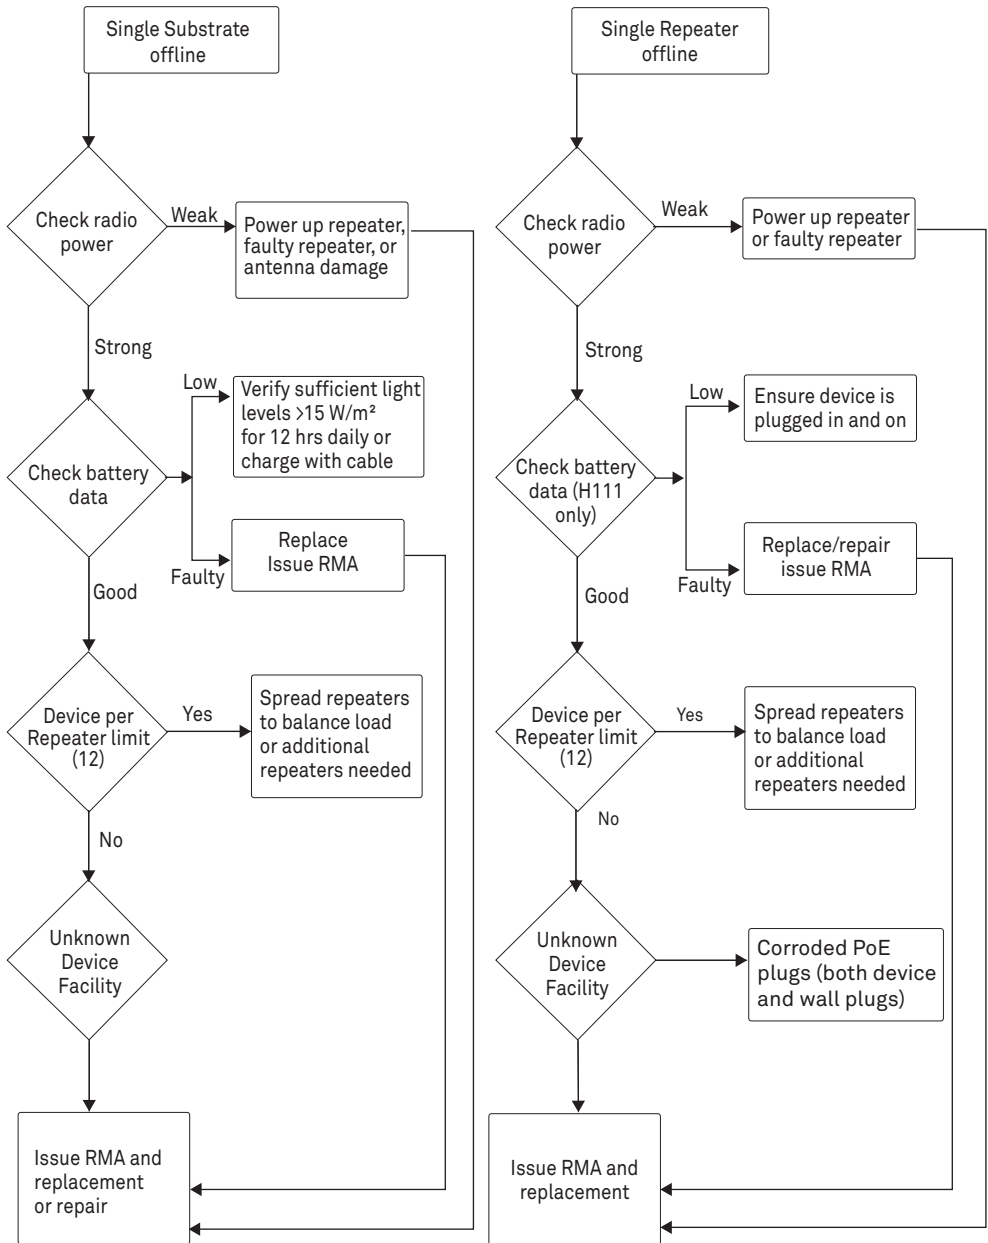 Single Substrate
offline
Check radio
power
Weak
Power up repeater,
faulty repeater, or
antenna damage
Strong
Check battery
data
Low
Verify sufficient light
levels >15 W/m²
for 12 hrs daily or
charge with cable
Faulty
Replace
Issue RMA
Good
Device per
Repeater limit
(12)
Yes
Spread repeaters
to balance load
or additional
repeaters needed
No
Unknown
Device
Facility
Issue RMA and
replacement
or repair
Single Repeater
offline
Check radio
power
Weak
Power up repeater
or faulty repeater
Strong
Check battery
data (H111
only)
Low
Ensure device is
plugged in and on
Faulty
Replace/repair
issue RMA
Good
Device per
Repeater limit
(12)
Yes
Spread repeaters
to balance load
or additional
repeaters needed
No
Unknown
Device
Facility
Corroded PoE
plugs (both device
and wall plugs)
Issue RMA and
replacement